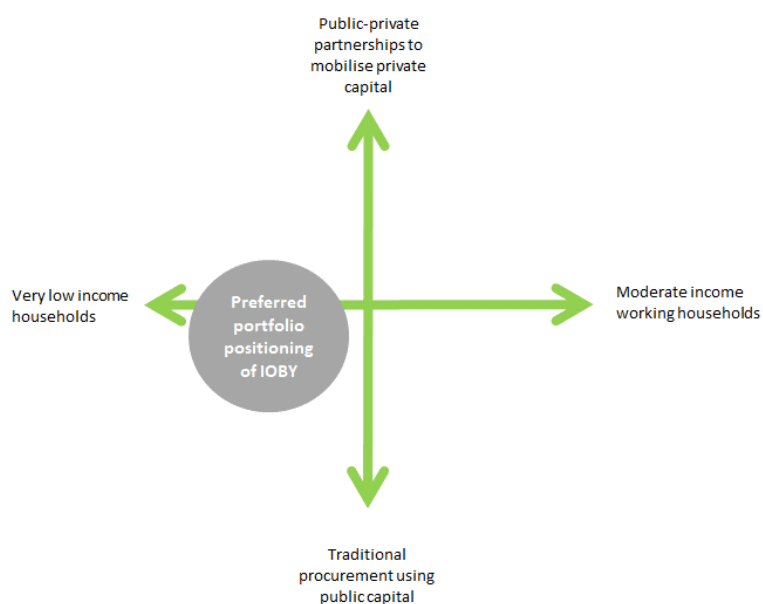 Public-private
partnerships to
mobilise private
capital
Very low income
households
Preferred
portfolio
positioning
of IOBY
Moderate income
working households
Traditional
procurement using
public capital